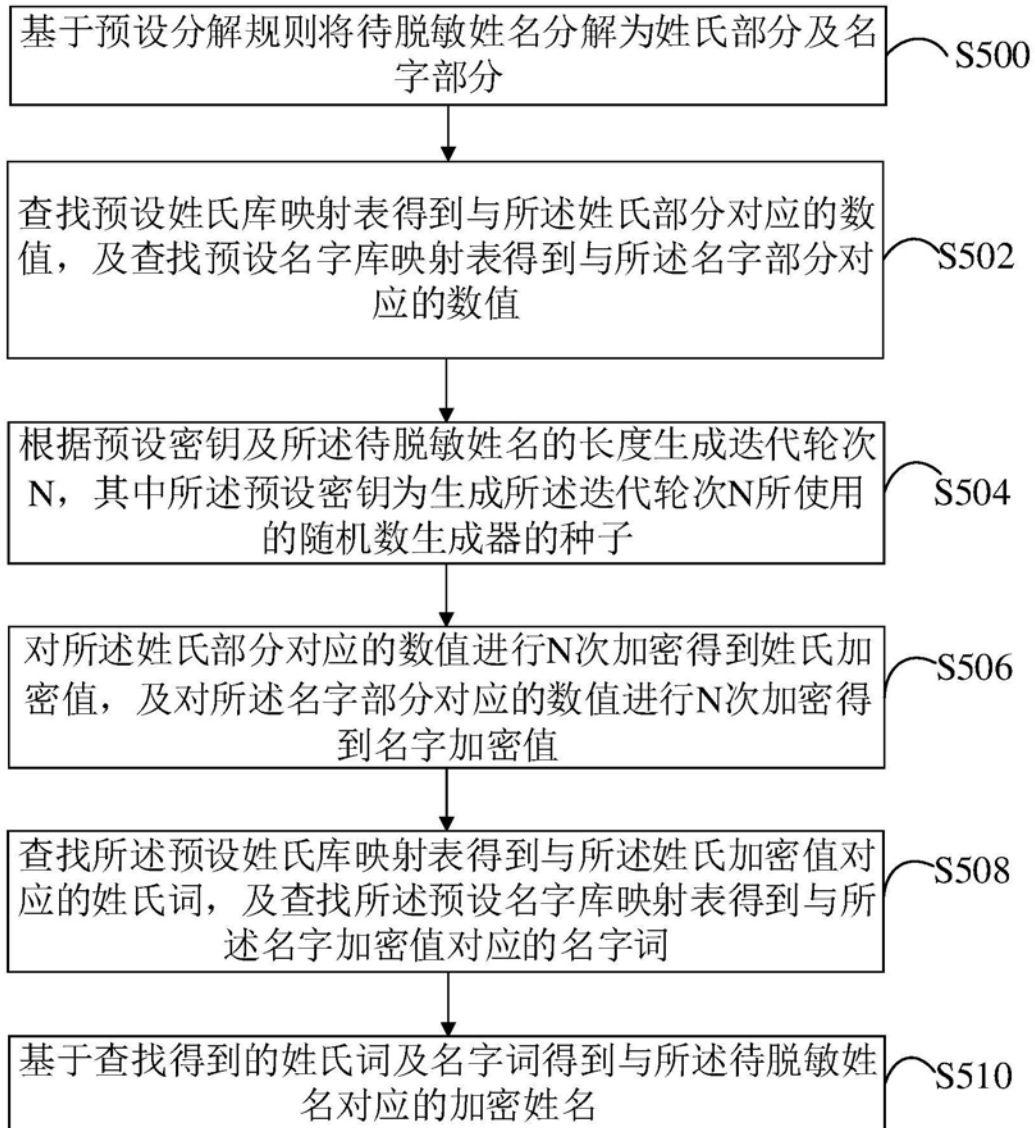 基于预设分解规则将待脱敏姓名分解为姓氏部分及名
字部分
S500
查找预设姓氏库映射表得到与所述姓氏部分对应的数
值，及查找预设名字库映射表得到与所述名字部分对
应的数值
S502
根据预设密钥及所述待脱敏姓名的长度生成迭代轮次
N，其中所述预设密钥为生成所述迭代轮次N所使用
的随机数生成器的种子
S504
对所述姓氏部分对应的数值进行N次加密得到姓氏加
密值，及对所述名字部分对应的数值进行N次加密得
到名字加密值
S506
查找所述预设姓氏库映射表得到与所述姓氏加密值对
应的姓氏词，及查找所述预设名字库映射表得到与所
述名字加密值对应的名字词
S508
基于查找得到的姓氏词及名字词得到与所述待脱敏姓
名对应的加密姓名
S510